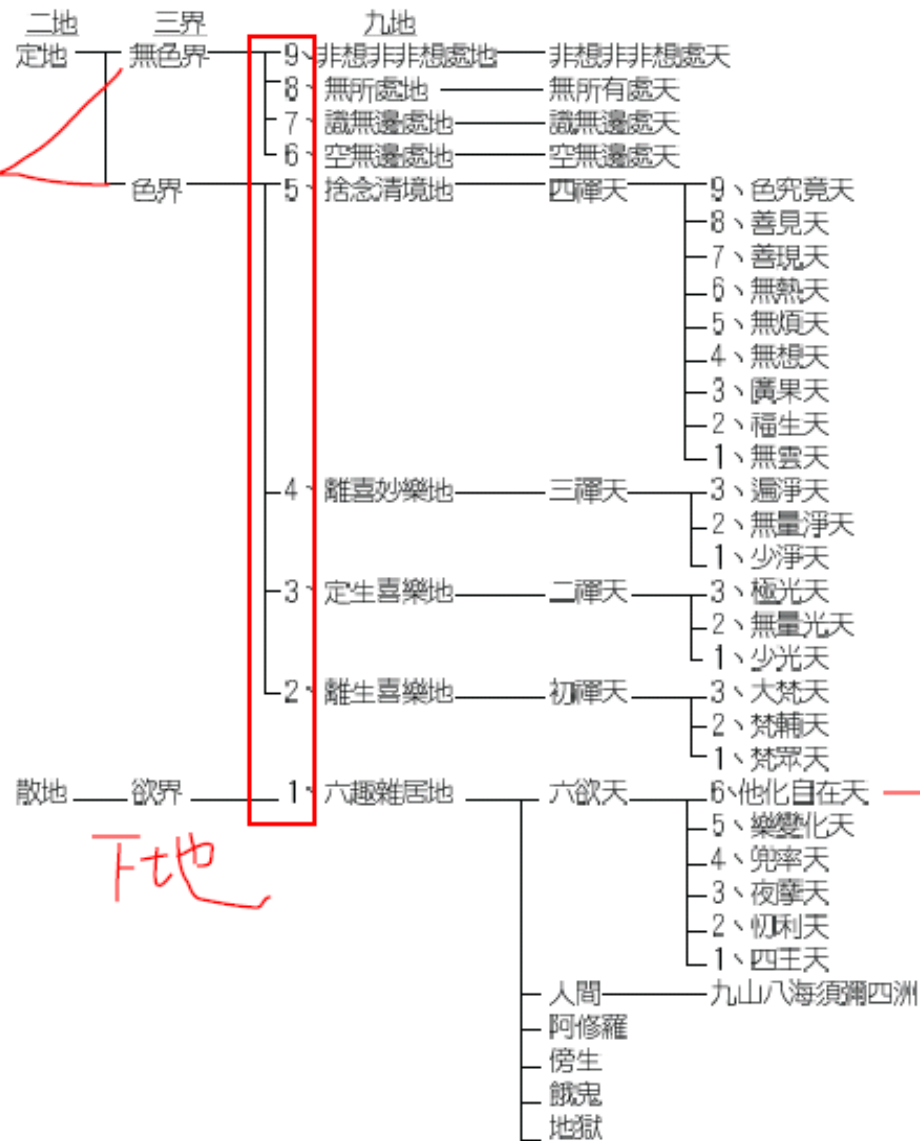 二地 三界 九地
定地 無色界 9、非想非非想處地 非想非非想處天
8、無所處地 無所有處天
7、識無邊處地 識無邊處天
6、空無邊處地 空無邊處天
色界 5、捨念清境地 四禪天 9、色究竟天
8、善見天
7、善現天
6、無熱天
5、無煩天
4、無想天
3、廣果天
2、福生天
1、無雲天
4、離喜妙樂地 三禪天 3、遍淨天
2、無量淨天
1、少淨天
3、定生喜樂地 二禪天 3、極光天
2、無量光天
1、少光天
2、離生喜樂地 初禪天 3、大梵天
2、梵輔天
1、梵眾天
散地 欲界 1、六趣雜居地 六欲天 6、他化自在天
下地
5、樂變化天
4、兜率天
3、夜摩天
2、忉利天
1、四王天
人間 九山八海須彌四洲
阿修羅
傍生
餓鬼
地獄